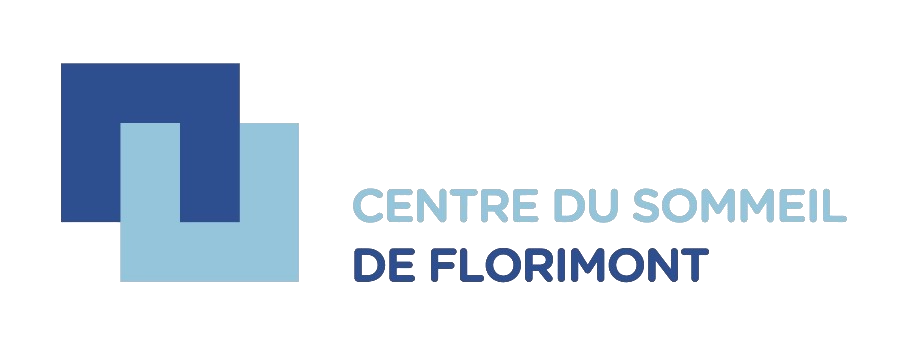 CENTRE DU SOMMEIL
DE FLORIMONT